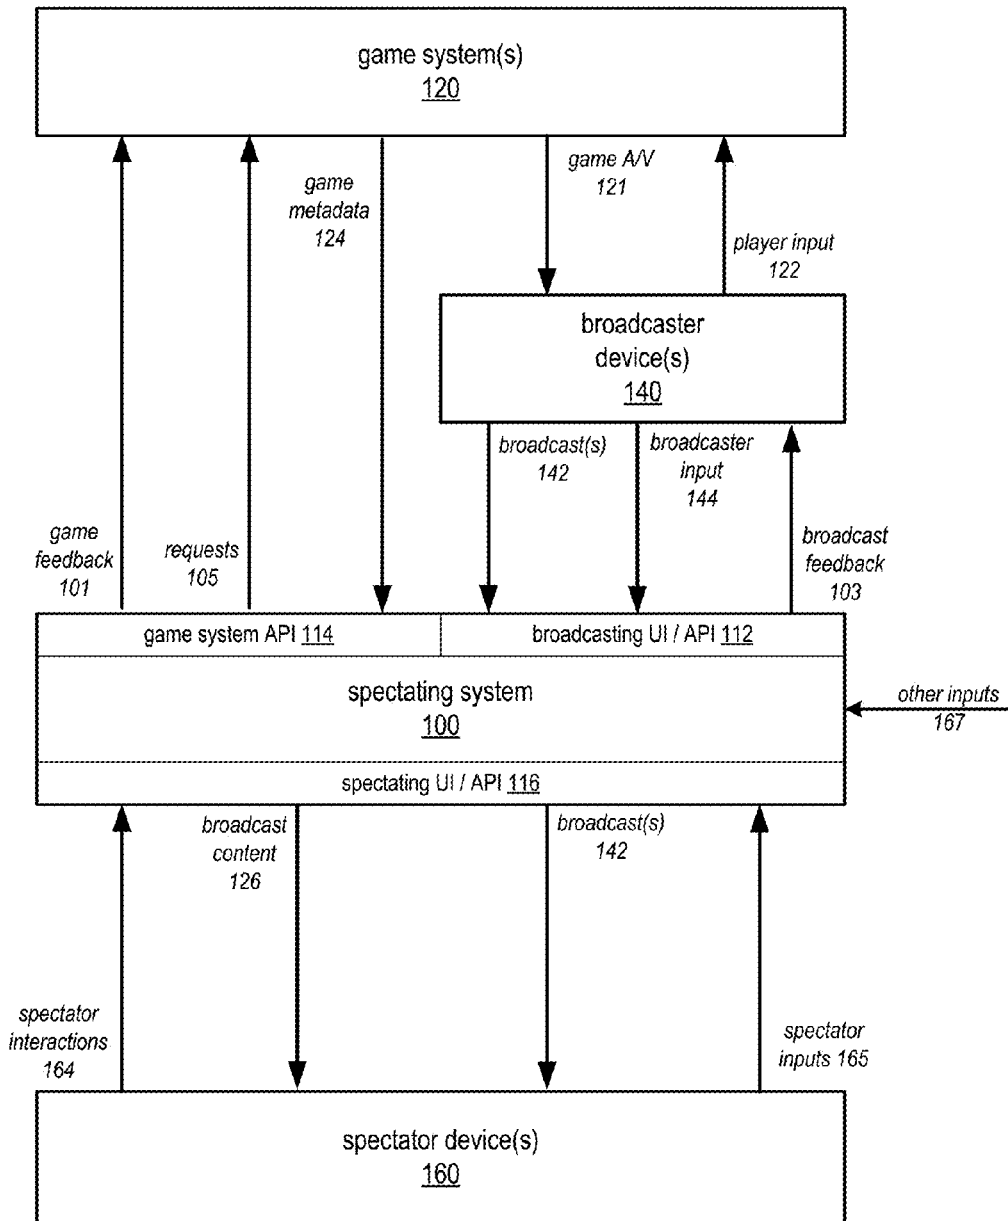 game system(s)
120
game A/V
121
game
metadata
124
player input
122
broadcaster
device(s)
140
broadcast(s)
142
broadcaster
input
144
game
feedback
101
requests
105
broadcast
feedback
103
game system API 114
broadcasting UI / API 112
spectating system
100
other inputs
167
spectating UI / API 116
broadcast
content
126
broadcast(s)
142
spectator
interactions
164
spectator
inputs 165
spectator device(s)
160